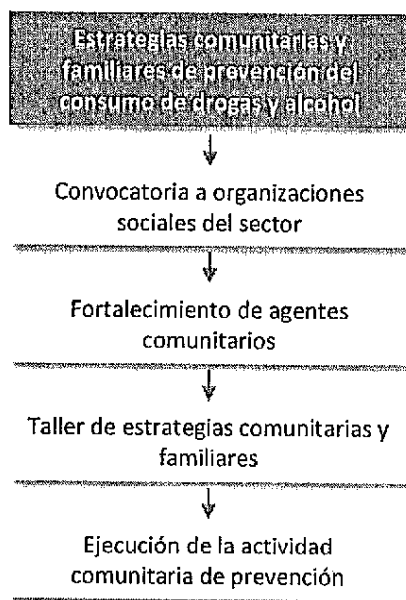 Estrategias comunitarias y
familiares de prevención del
consumo de drogas y alcohol
Convocatoria a organizaciones
sociales del sector
Fortalecimiento de agentes
comunitarios
Taller de estrategias comunitarias y
familiares
Ejecución de la actividad
comunitaria de prevención